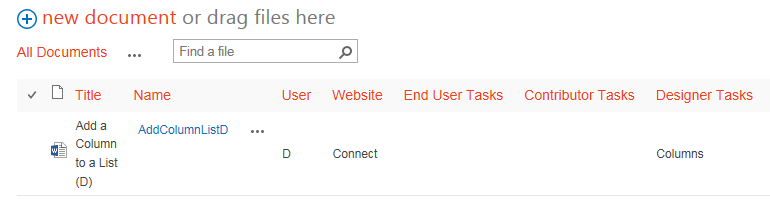 new document or drag files here
All Documents ... Find a file
Title Name User Website End User Tasks Contributor Tasks Designer Tasks
Add a
Column
to a List
(D)
AddColumnListD ...
D Connect Columns